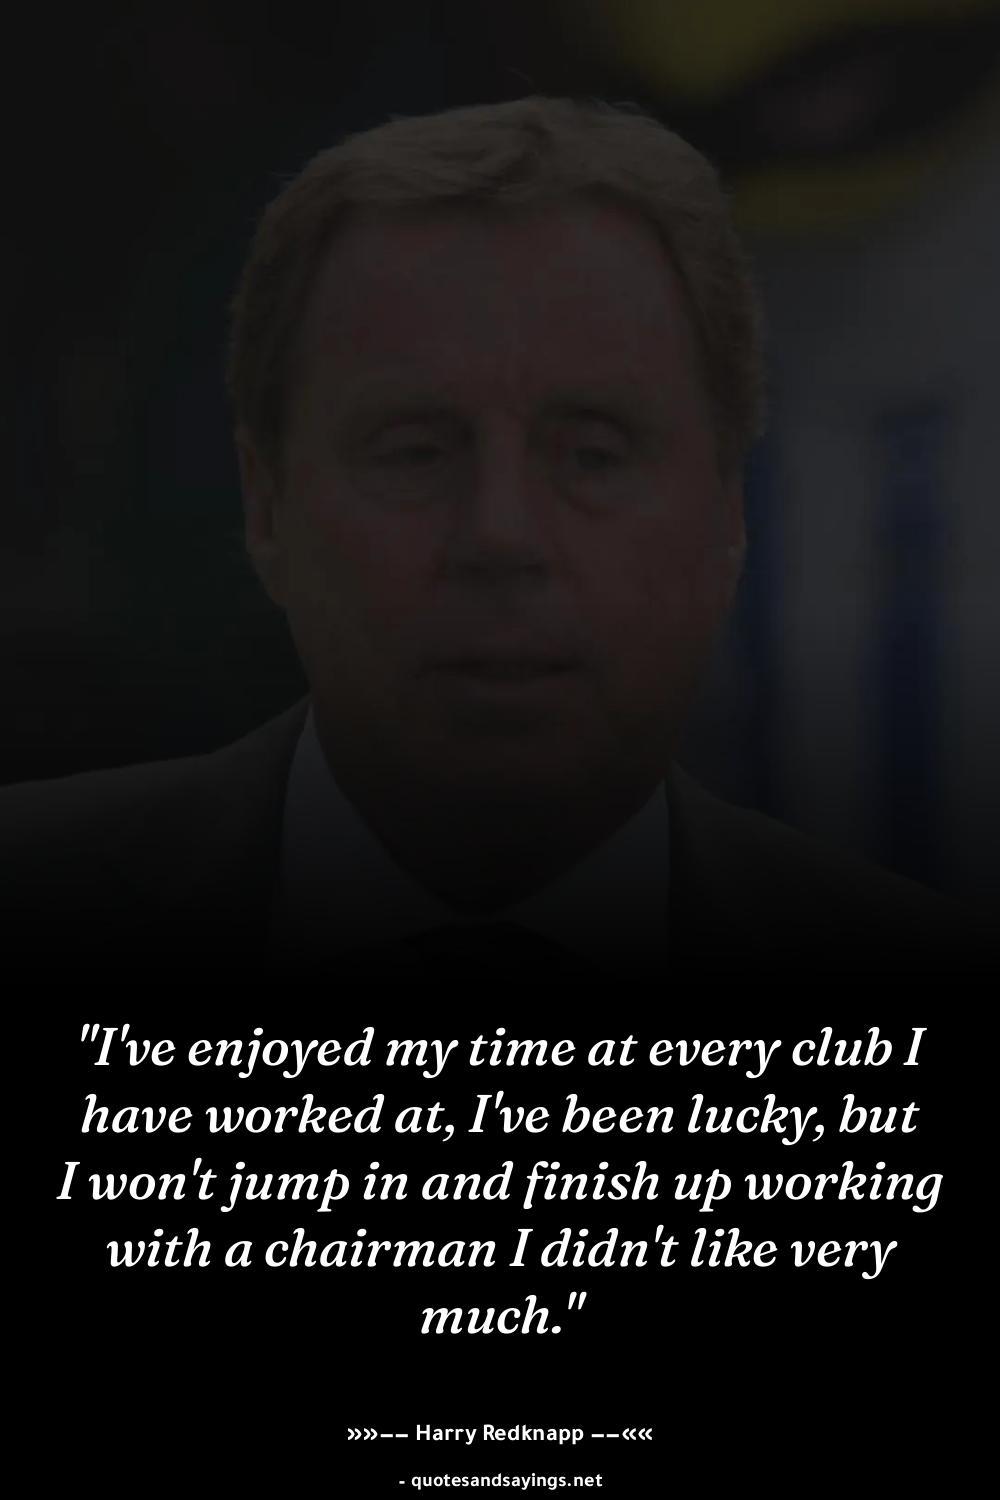 "I've enjoyed my time at every club I
have worked at, I've been lucky, but
I won't jump in and finish up working
with a chairman I didn't like very
much."
»»−− Harry Redknapp −−««
- quotesandsayings.net